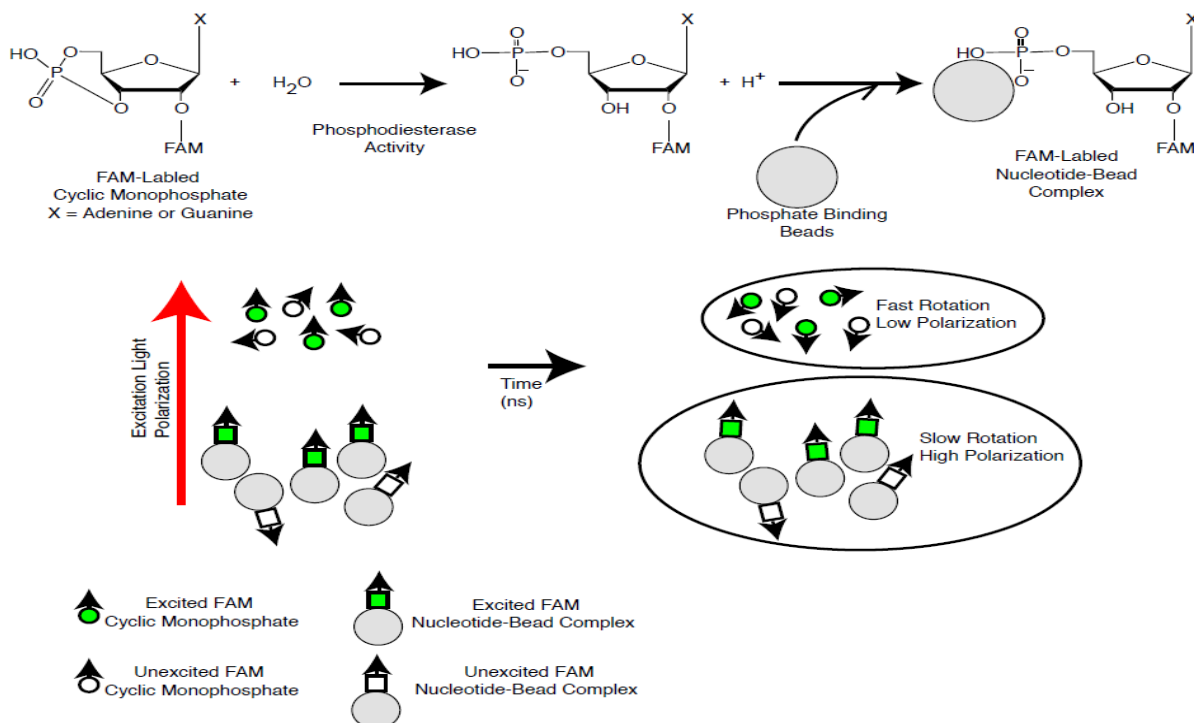 X
HO
O
O
P
O
O
O
FAM
+
H2O
Phosphodiesterase
Activity
O
HO
P
O
O
O-
OH
O
X
FAM
+ H+
Phosphate Binding
Beads
O
HO
P
O
O
O-
OH
O
X
FAM
FAM-Labled
Cyclic Monophosphate
X = Adenine or Guanine
FAM-Labled
Nucleotide-Bead
Complex
Excitation Light
Polarization
Time
(ns)
Fast Rotation
Low Polarization
Slow Rotation
High Polarization
Excited FAM
Cyclic Monophosphate
Excited FAM
Nucleotide-Bead Complex
Unexcited FAM
Cyclic Monophosphate
Unexcited FAM
Nucleotide-Bead Complex